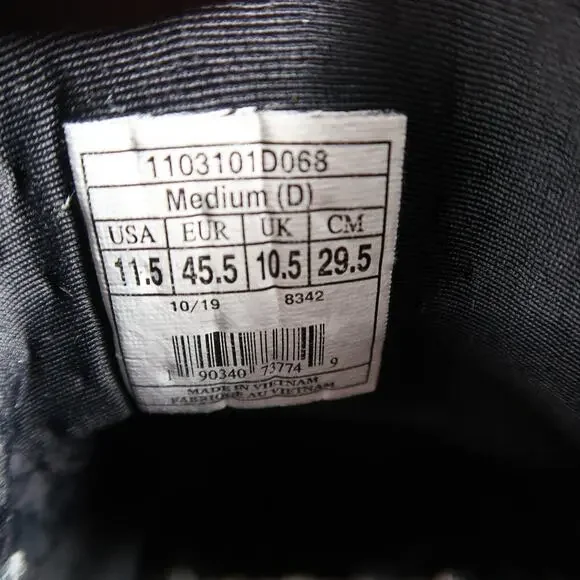 1103101D068
Medium (D)
USA EUR UK CM
11.5 45.5 10.5 29.5
10/19 8342
1 90340 73774 9
MADE IN VIETNAM
FABRIQUÉ AU VIETNAM